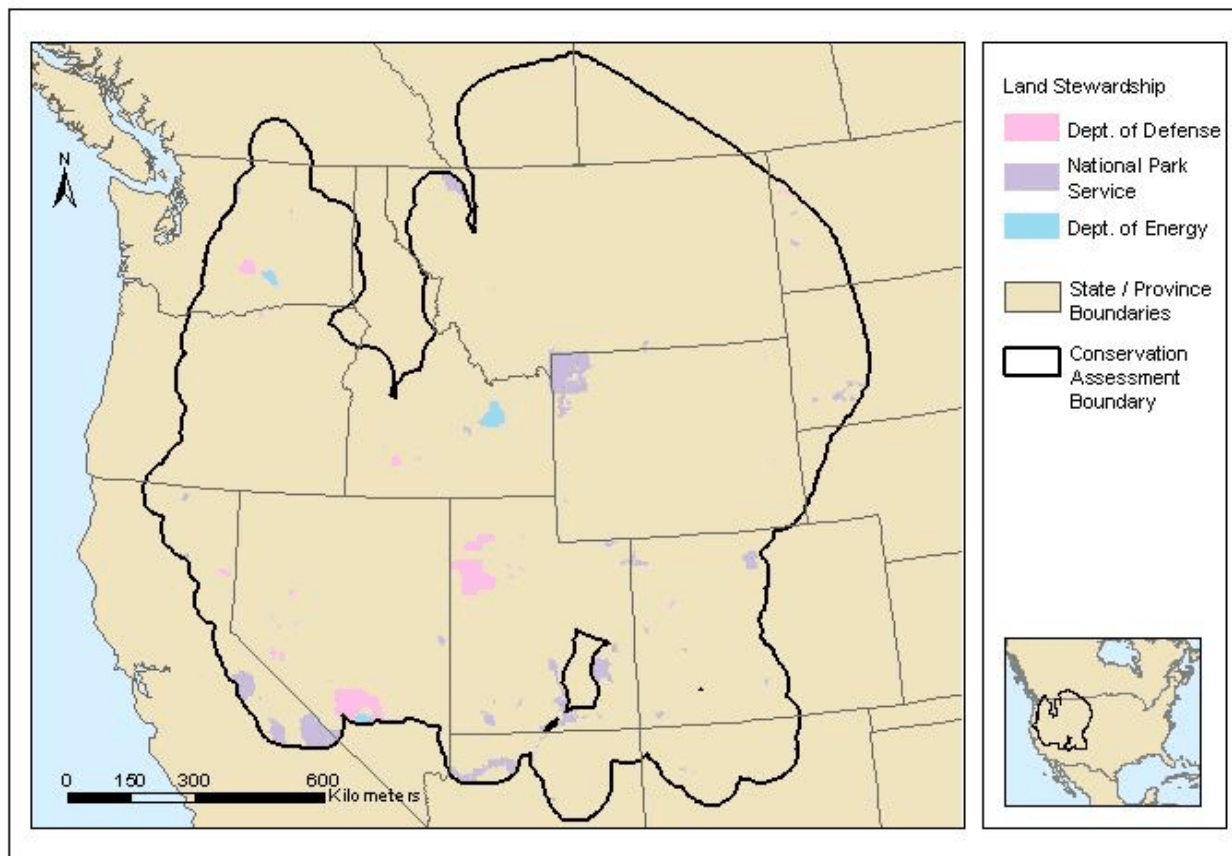 N
0 150 300 600
Kilometers
Land Stewardship
Dept. of Defense
National Park
Service
Dept. of Energy
State / Province
Boundaries
Conservation
Assessment
Boundary